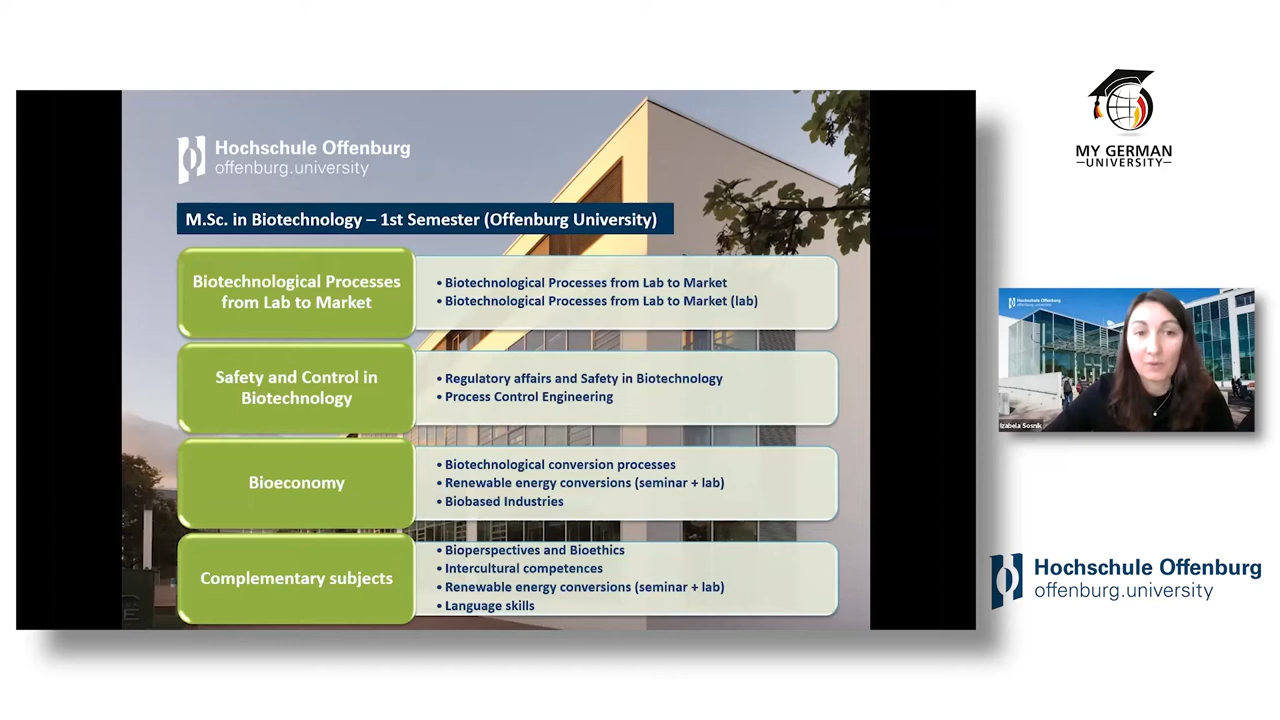 Hochschule Offenburg
offenburg.university
M.Sc. in Biotechnology – 1st Semester (Offenburg University)
Biotechnological Processes
from Lab to Market
• Biotechnological Processes from Lab to Market
• Biotechnological Processes from Lab to Market (lab)
Safety and Control in
Biotechnology
• Regulatory affairs and Safety in Biotechnology
• Process Control Engineering
Bioeconomy
• Biotechnological conversion processes
• Renewable energy conversions (seminar + lab)
• Biobased Industries
Complementary subjects
• Bioperspectives and Bioethics
• Intercultural competences
• Renewable energy conversions (seminar + lab)
• Language skills
MY GERMAN
UNIVERSITY
Hochschule Offenburg
offenburg.university
Izabela Sosnik
Hochschule Offenburg
offenburg.university